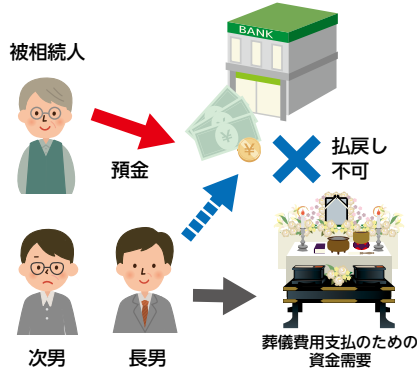 被相続人
BANK
預金
払戻し
不可
次男
長男
葬儀費用支払のための
資金需要